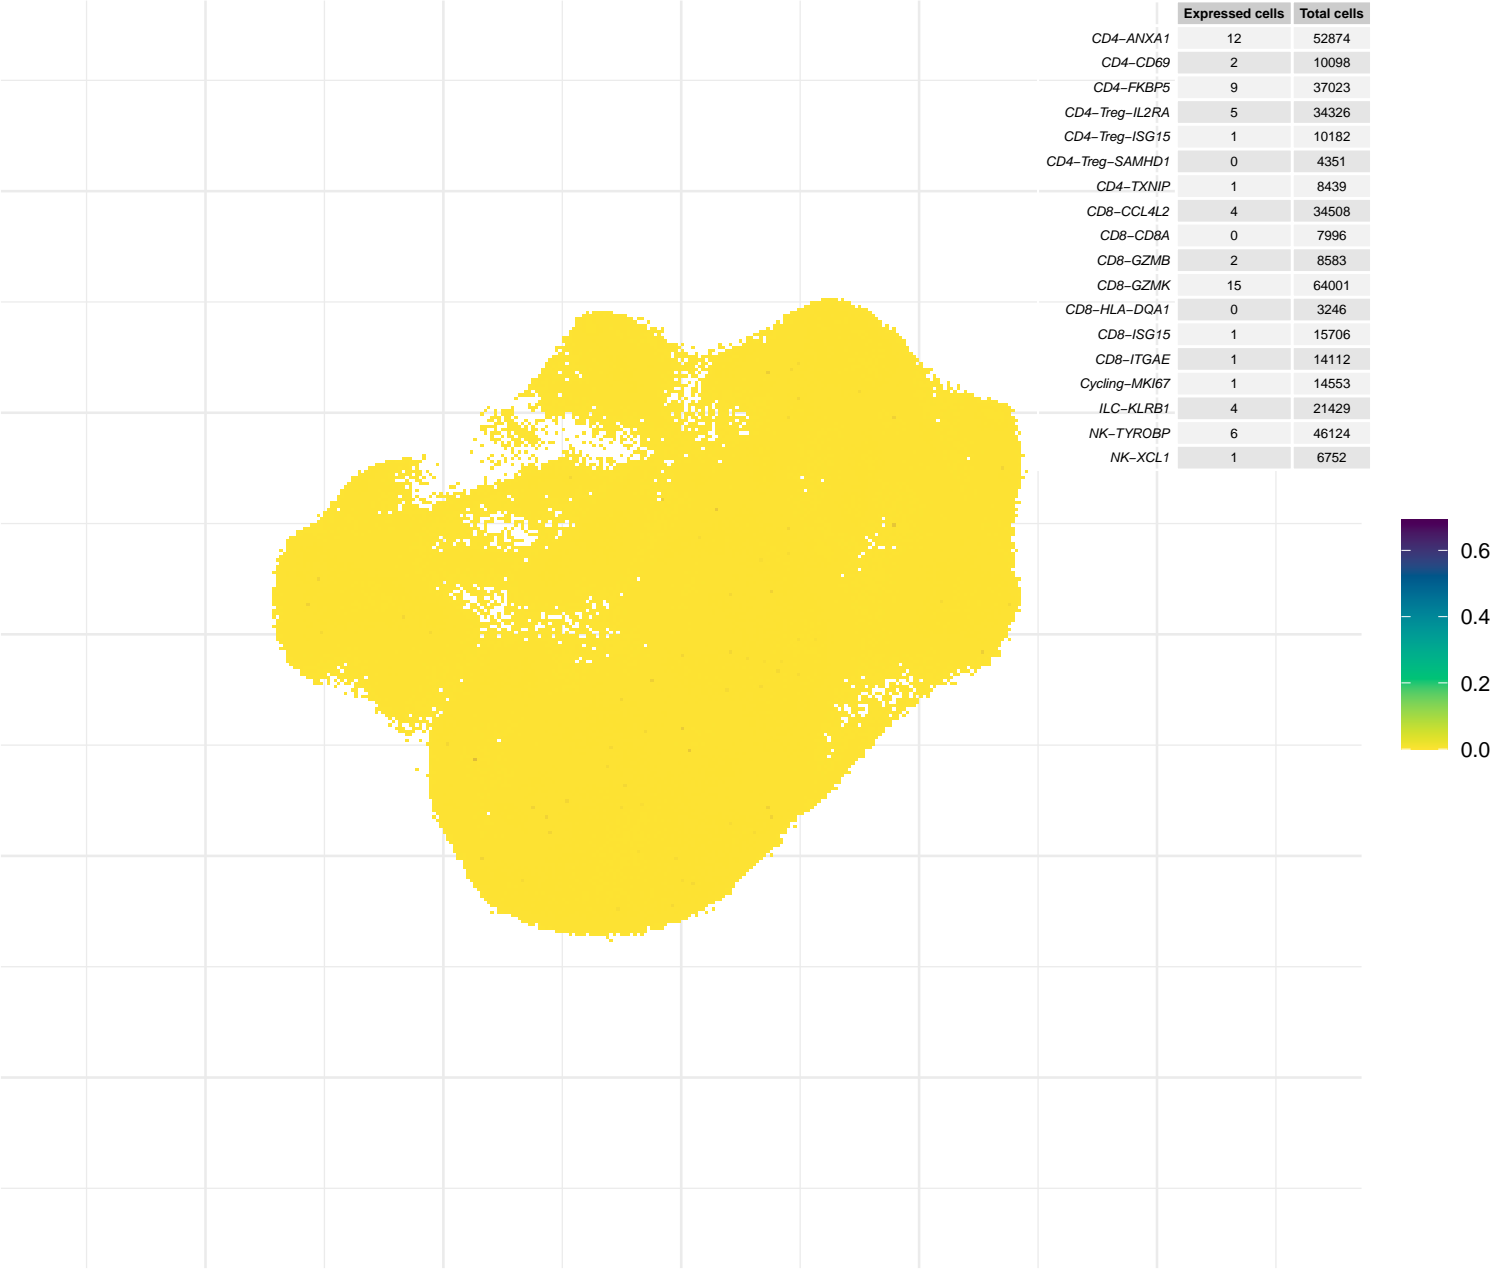 Expressed cells Total cells
CD4−ANXA1 12 52874
CD4−CD69 2 10098
CD4−FKBP5 9 37023
CD4−Treg−IL2RA 5 34326
CD4−Treg−ISG15 1 10182
CD4−Treg−SAMHD1 0 4351
CD4−TXNIP 1 8439
CD8−CCL4L2 4 34508
CD8−CD8A 0 7996
CD8−GZMB 2 8583
CD8−GZMK 15 64001
CD8−HLA−DQA1 0 3246
CD8−ISG15 1 15706
CD8−ITGAE 1 14112
Cycling−MKI67 1 14553
ILC−KLRB1 4 21429
NK−TYROBP 6 46124
NK−XCL1 1 6752
0.6
0.4
0.2
0.0